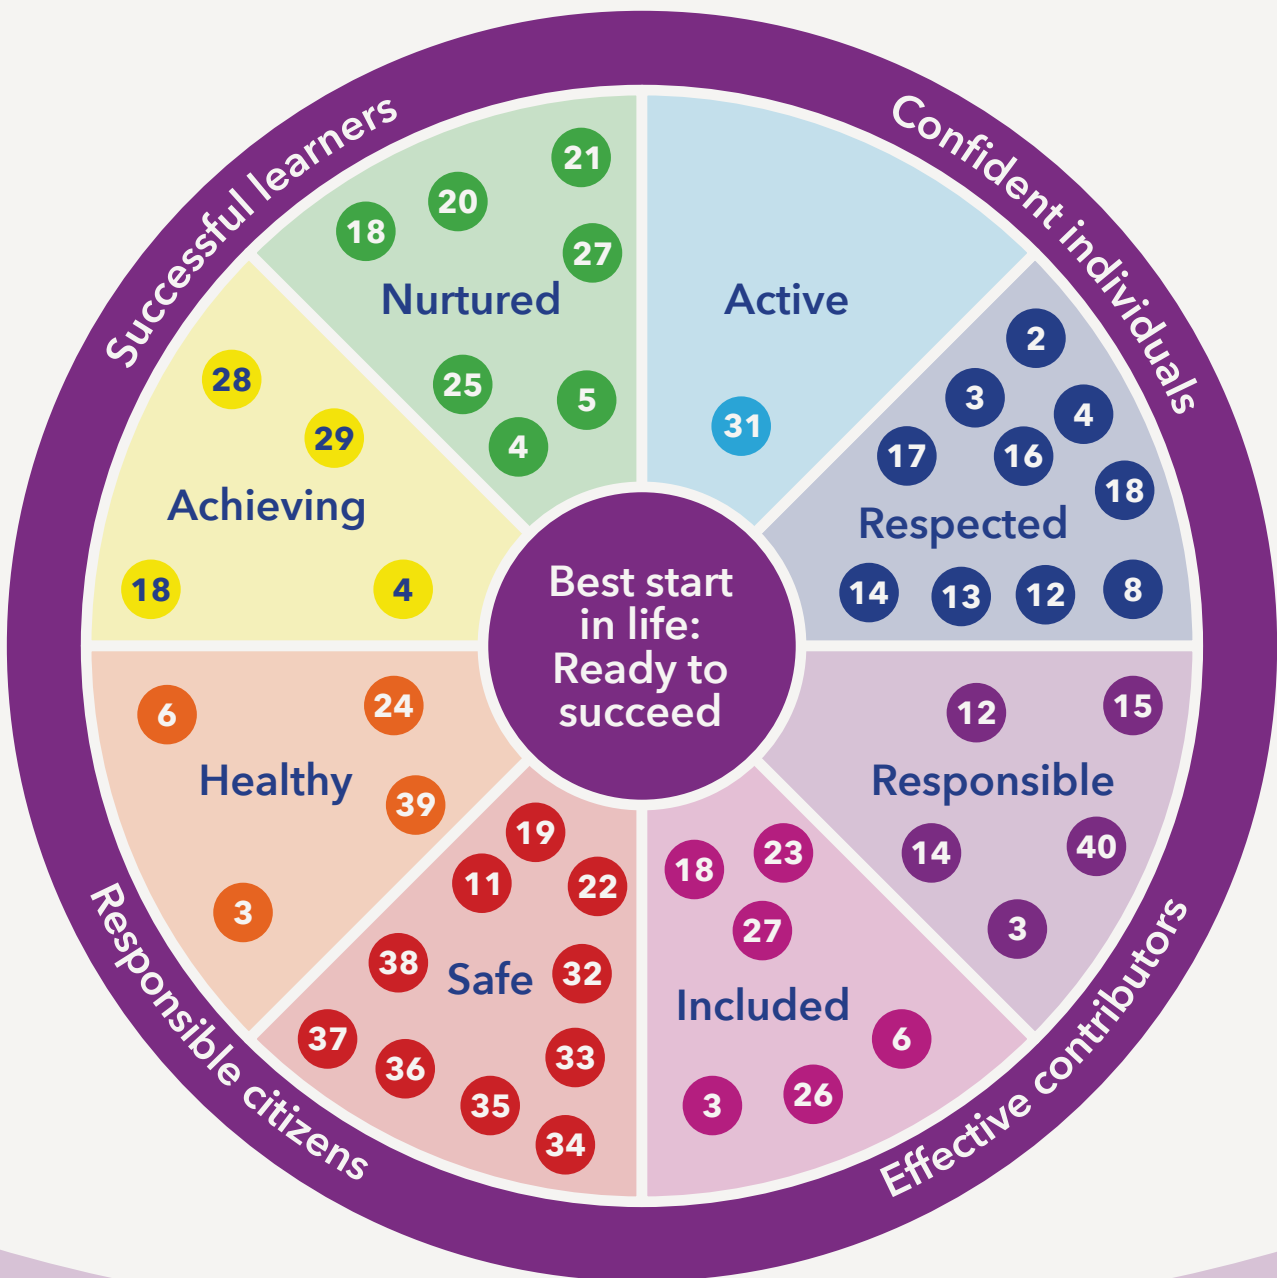 Successful learners
Confident individuals
Effective contributors
Responsible citizens
Best start
in life:
Ready to
succeed
Active
31
Respected
2
3
4
17
16
18
14
13
12
8
Responsible
12
15
14
40
3
Included
18
23
27
6
26
3
Safe
19
11
22
38
32
37
36
33
35
34
Healthy
6
24
39
3
Achieving
28
29
18
4
Nurtured
21
20
18
27
25
5
4